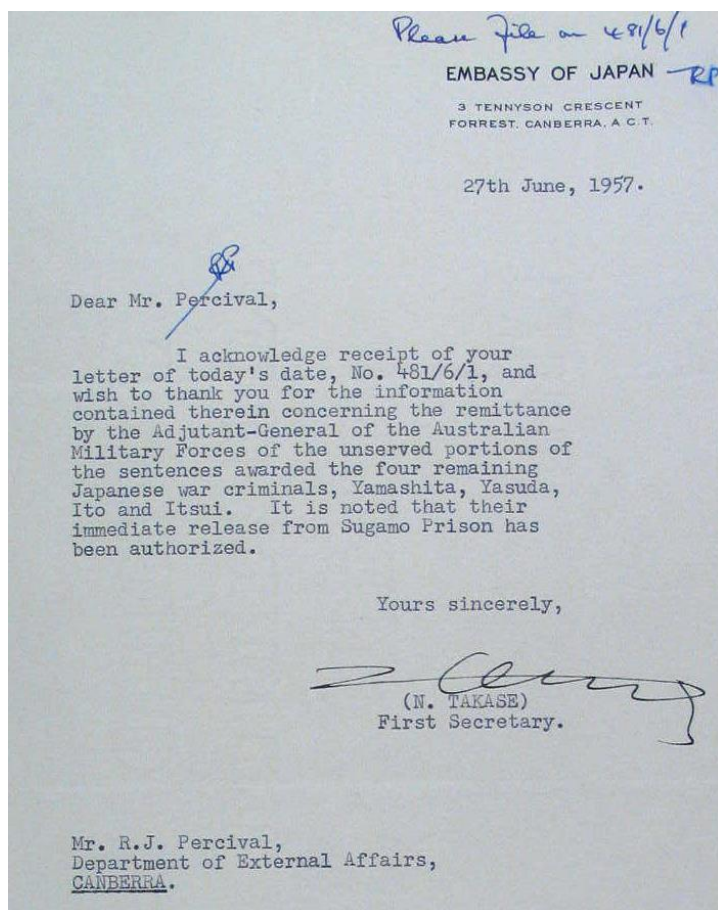 Please File on 481/6/1
RP
EMBASSY OF JAPAN
3 TENNYSON CRESCENT
FORREST, CANBERRA, A.C.T.
27th June, 1957.
Dear Mr. Percival,
I acknowledge receipt of your
letter of today's date, No. 481/6/1, and
wish to thank you for the information
contained therein concerning the remittance
by the Adjutant-General of the Australian
Military Forces of the unserved portions of
the sentences awarded the four remaining
Japanese war criminals, Yamashita, Yasuda,
Ito and Itsui. It is noted that their
immediate release from Sugamo Prison has
been authorized.
Yours sincerely,
(N. TAKASE)
First Secretary.
Mr. R.J. Percival,
Department of External Affairs,
CANBERRA.